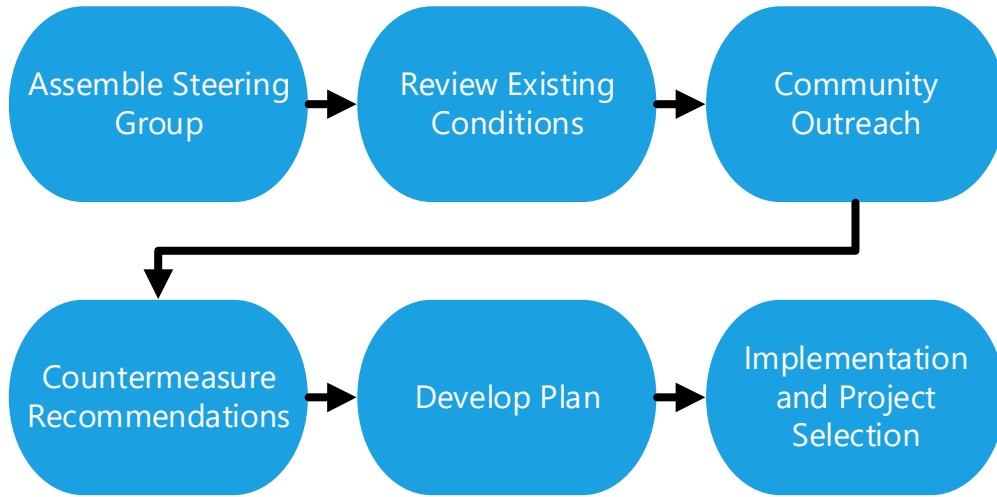 Assemble Steering
Group
Review Existing
Conditions
Community
Outreach
Countermeasure
Recommendations
Develop Plan
Implementation
and Project
Selection